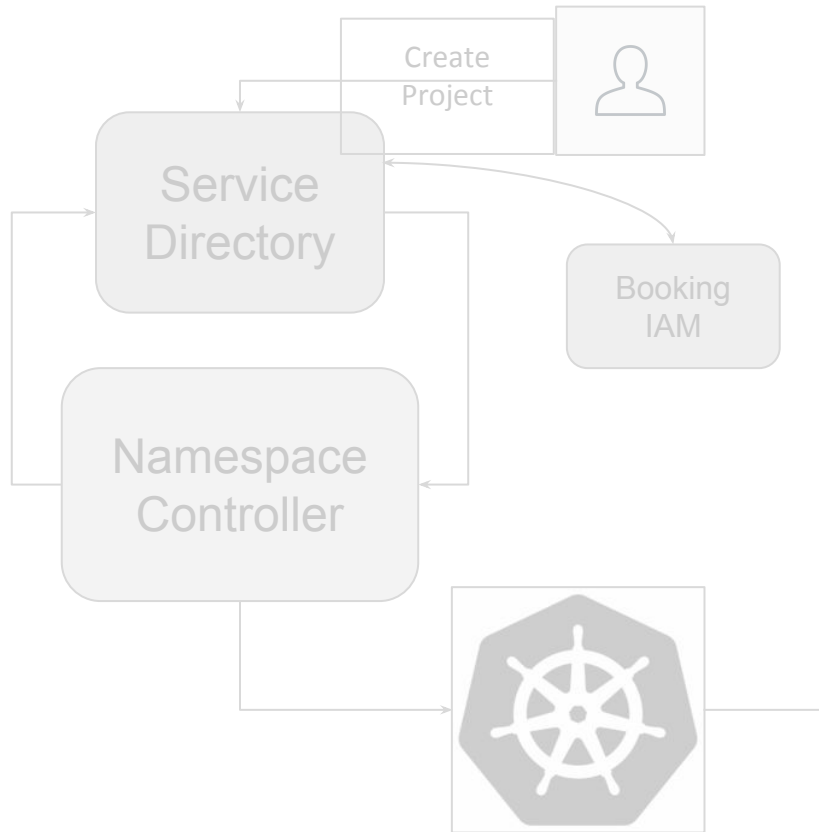 Create
Project
Service
Directory
Booking
IAM
Namespace
Controller